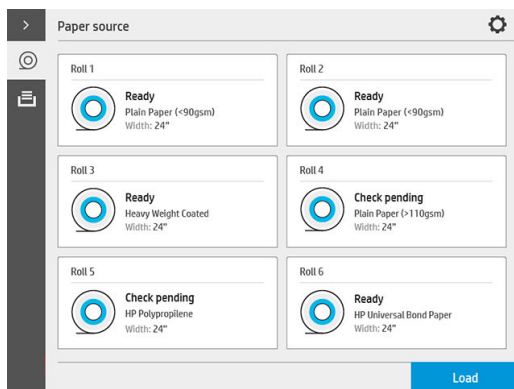 Paper source
Roll 1
Ready
Plain Paper (<90gsm)
Width: 24"
Roll 2
Ready
Plain Paper (<90gsm)
Width: 24"
Roll 3
Ready
Heavy Weight Coated
Width: 24"
Roll 4
Check pending
Plain Paper (>110gsm)
Width: 24"
Roll 5
Check pending
HP Polypropilene
Width: 24"
Roll 6
Ready
HP Universal Bond Paper
Width: 24"
Load